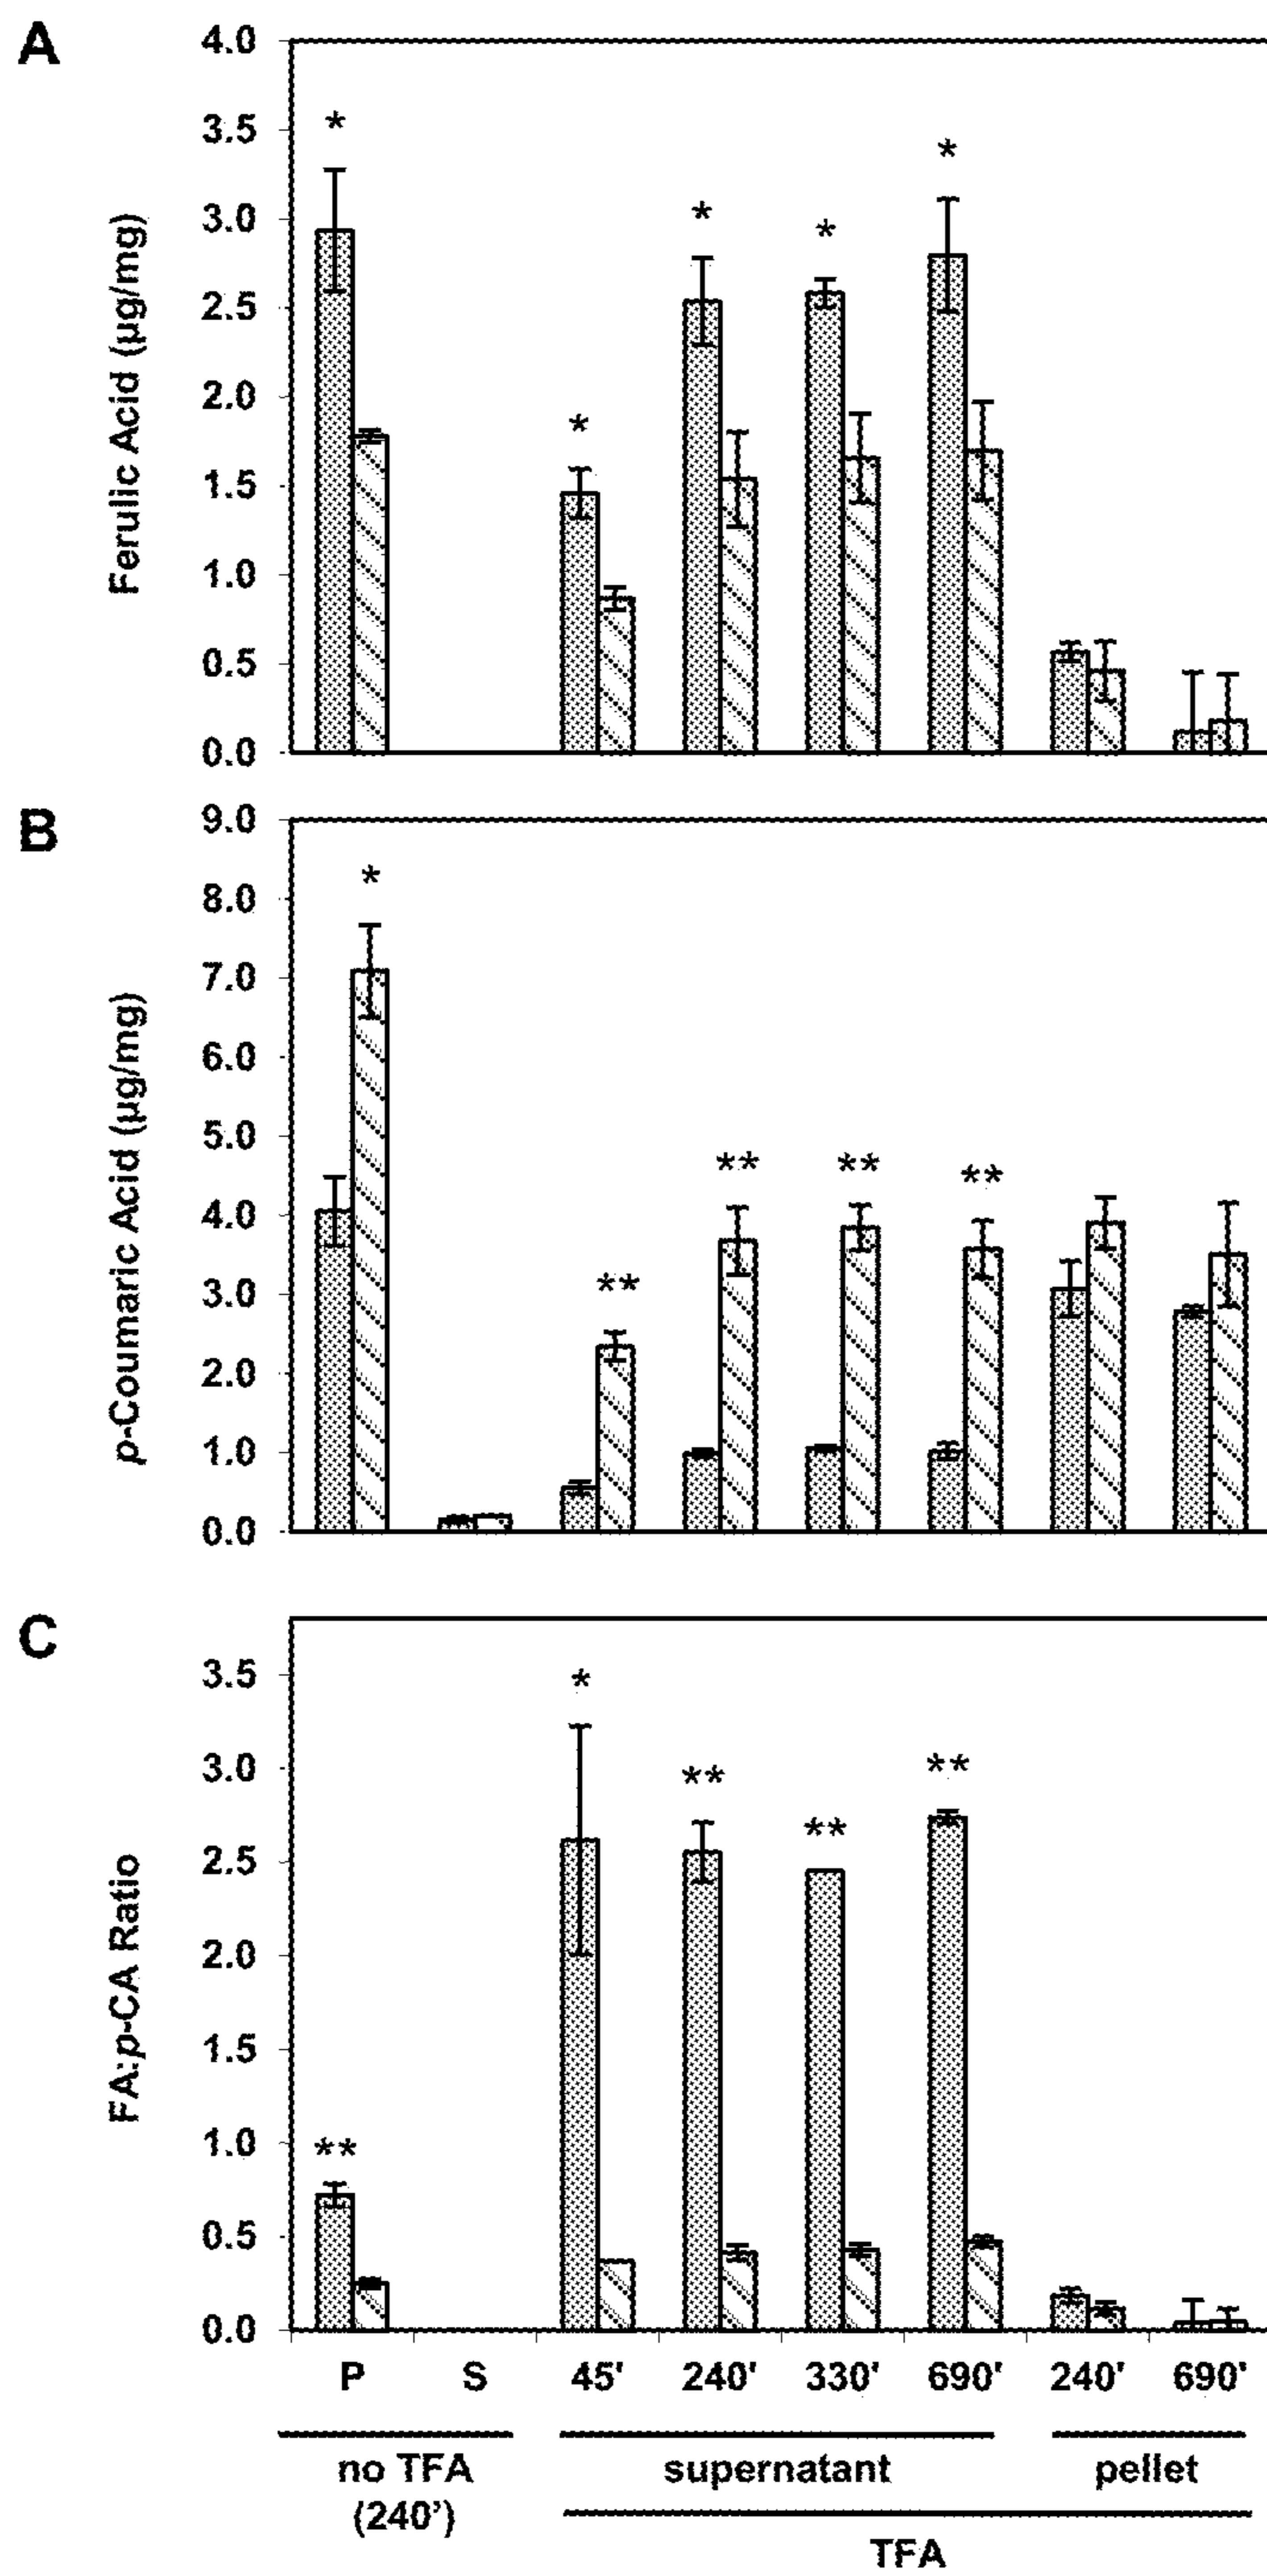 A
Ferulic Acid (µg/mg)
4.0
3.5
3.0
2.5
2.0
1.5
1.0
0.5
0.0
* * * * *
B
p-Coumaric Acid (µg/mg)
9.0
8.0
7.0
6.0
5.0
4.0
3.0
2.0
1.0
0.0
* ** ** ** **
C
FA:p-CA Ratio
3.5
3.0
2.5
2.0
1.5
1.0
0.5
0.0
** * ** ** **
P S 45' 240' 330' 690' 240' 690'
no TFA supernatant pellet
(240’)
TFA